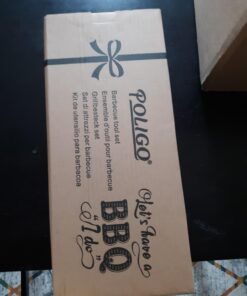 POLIGO®
Barbecue tool set
Ensemble d'outil pour barbecue
Grillbesteck set
Set di attrezzi per barbecue
Kit de utensilio para barbacoa
Let's have a
BBQ
"I do"